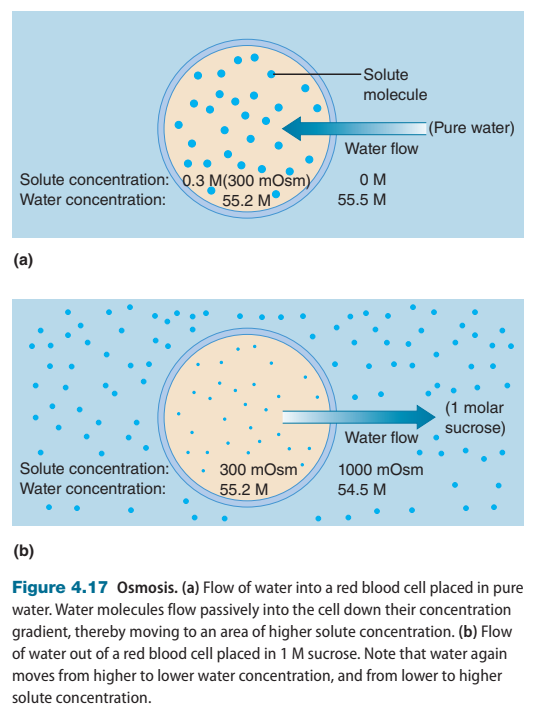 Solute
molecule
(Pure water)
Water flow
Solute concentration: 0.3 M(300 mOsm) 0 M
Water concentration: 55.2 M 55.5 M
(a)
(1 molar
sucrose)
Water flow
Solute concentration: 300 mOsm 1000 mOsm
Water concentration: 55.2 M 54.5 M
(b)
Figure 4.17 Osmosis. (a) Flow of water into a red blood cell placed in pure
water. Water molecules flow passively into the cell down their concentration
gradient, thereby moving to an area of higher solute concentration. (b) Flow
of water out of a red blood cell placed in 1 M sucrose. Note that water again
moves from higher to lower water concentration, and from lower to higher
solute concentration.